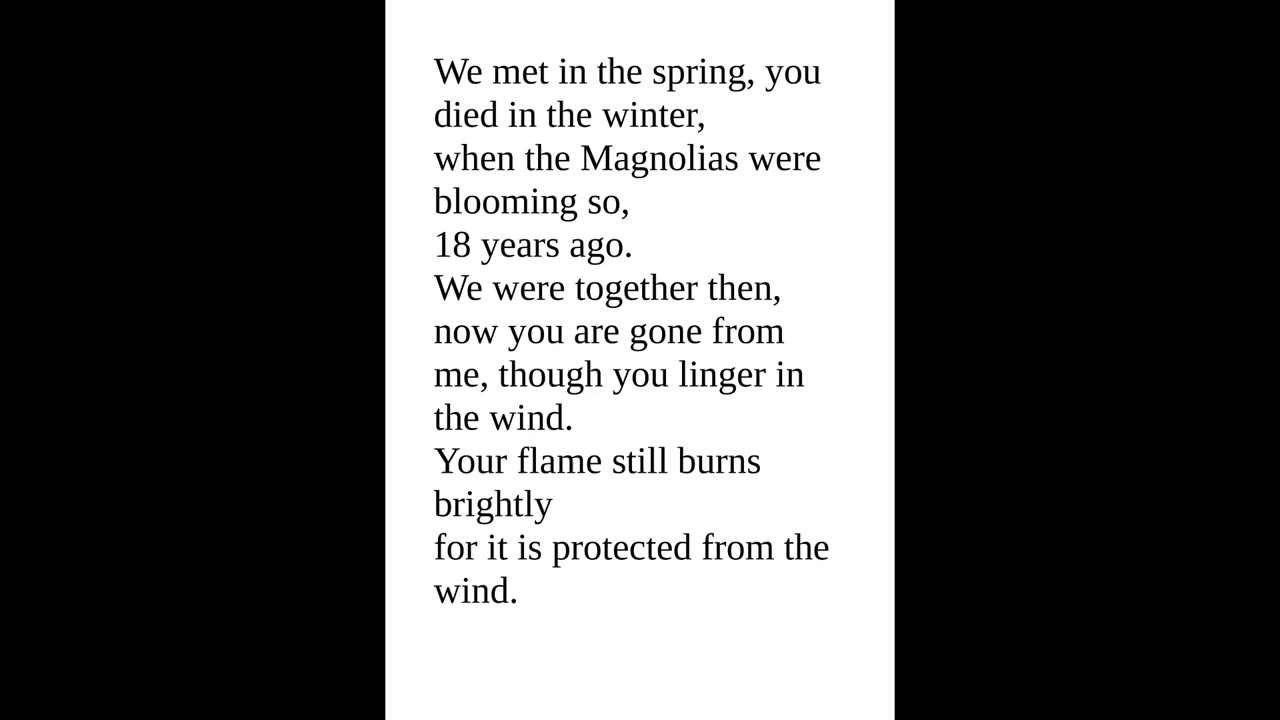 We met in the spring, you
died in the winter,
when the Magnolias were
blooming so,
18 years ago.
We were together then,
now you are gone from
me, though you linger in
the wind.
Your flame still burns
brightly
for it is protected from the
wind.